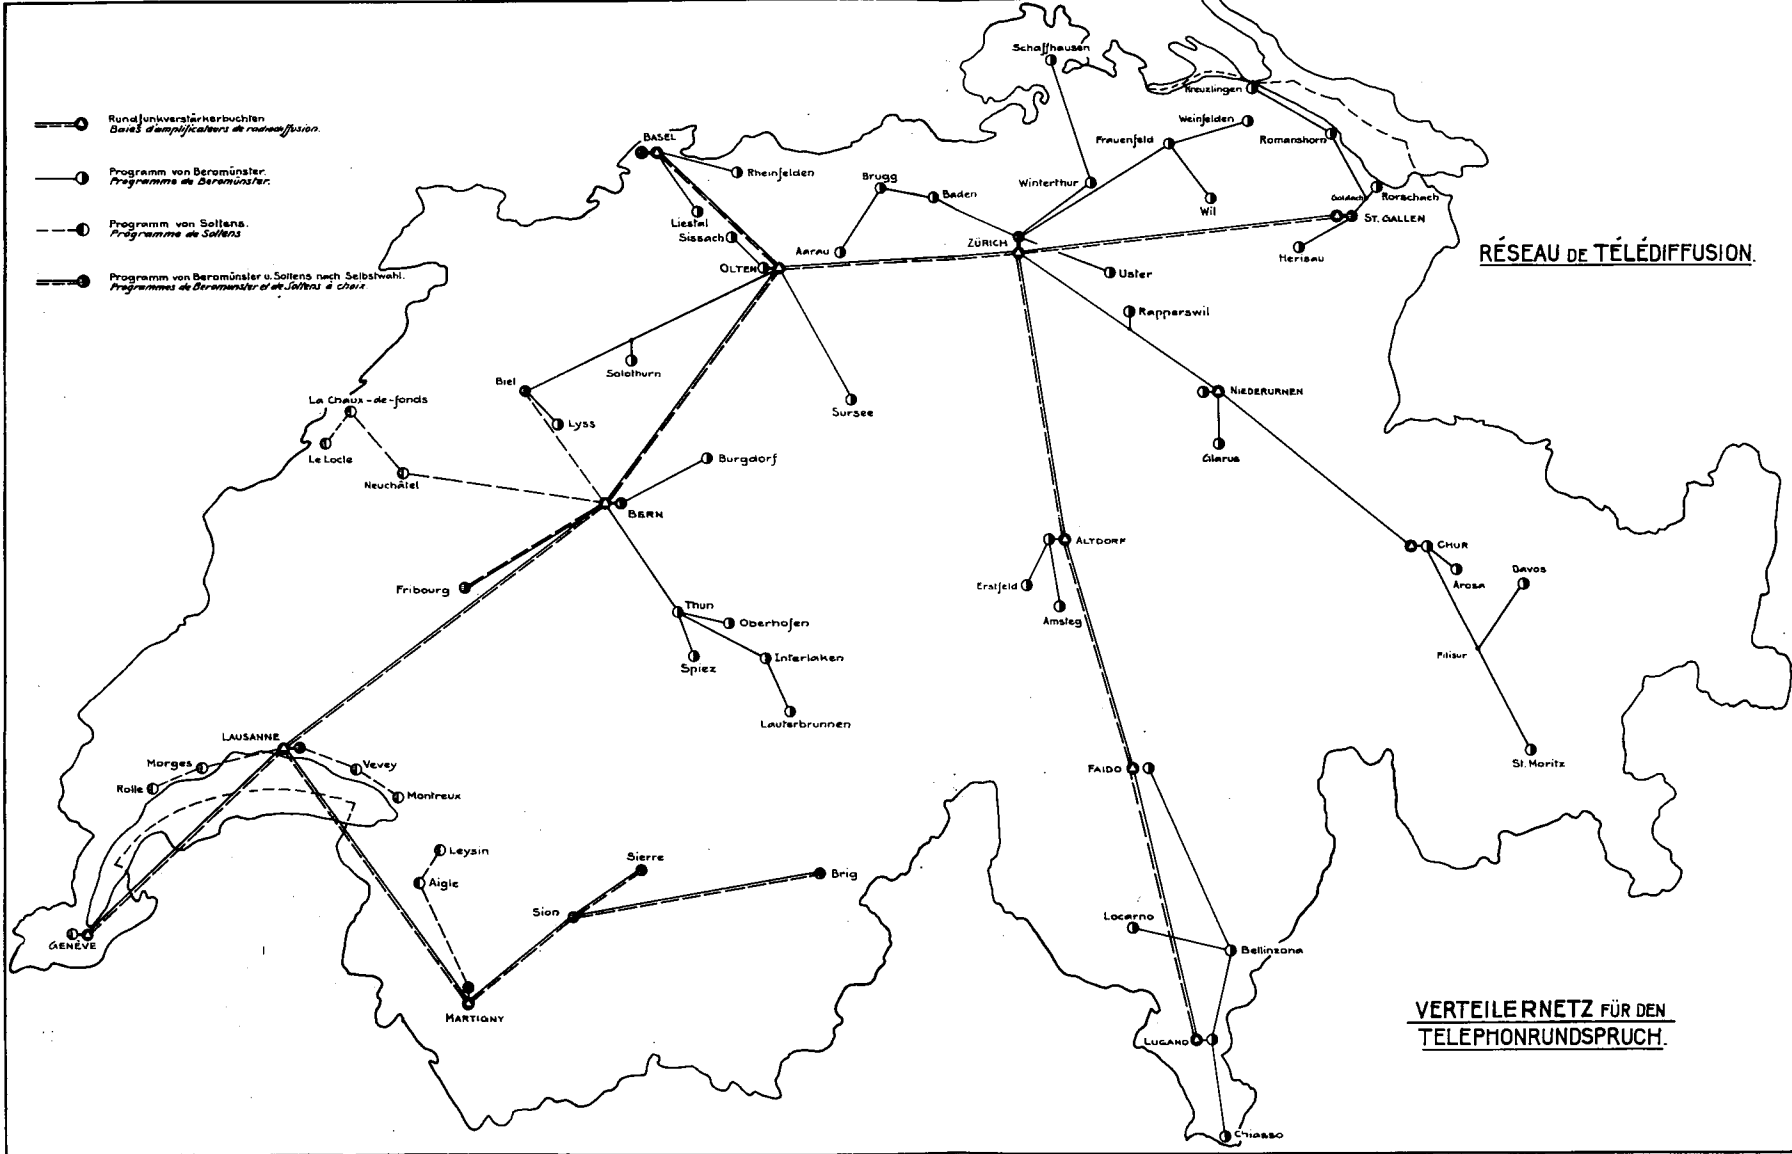 Rundfunkverstärkerbuchten
Baies d'amplificateurs de radiodiffusion.
Programm von Beromünster.
Programme de Beromünster.
Programm von Sottens.
Programme de Sottens
Programm von Beromünster u. Sottens nach Selbstwahl.
Programmes de Beromünster et de Sottens à choix.
RÉSEAU DE TÉLÉDIFFUSION.
Schaffhausen
Kreuzlingen
Weinfelden
Frauenfeld
Romanshorn
BASEL
Rheinfelden
Brugg
Baden
Winterthur
Wil
Goldach
Rorschach
Liestal
Sissach
Aarau
ZÜRICH
ST. GALLEN
Herisau
OLTEN
Uster
Rapperswil
Solothurn
Biel
La Chaux-de-fonds
Lyss
Sursee
NIEDERURNEN
Le Locle
Neuchâtel
Burgdorf
Glarus
BERN
ALTDORF
CHUR
Arosa
Davos
Fribourg
Erstfeld
Amsteg
Thun
Oberhofen
Spiez
Interlaken
Filisur
Lauterbrunnen
LAUSANNE
Morges
Vevey
Rolle
Montreux
FAIDO
St. Moritz
Leysin
Aigle
Sierre
Brig
Sion
Locarno
Bellinzona
GENÈVE
MARTIGNY
LUGANO
Chiasso
VERTEILERNETZ FÜR DEN
TELEPHONRUNDSPRUCH.